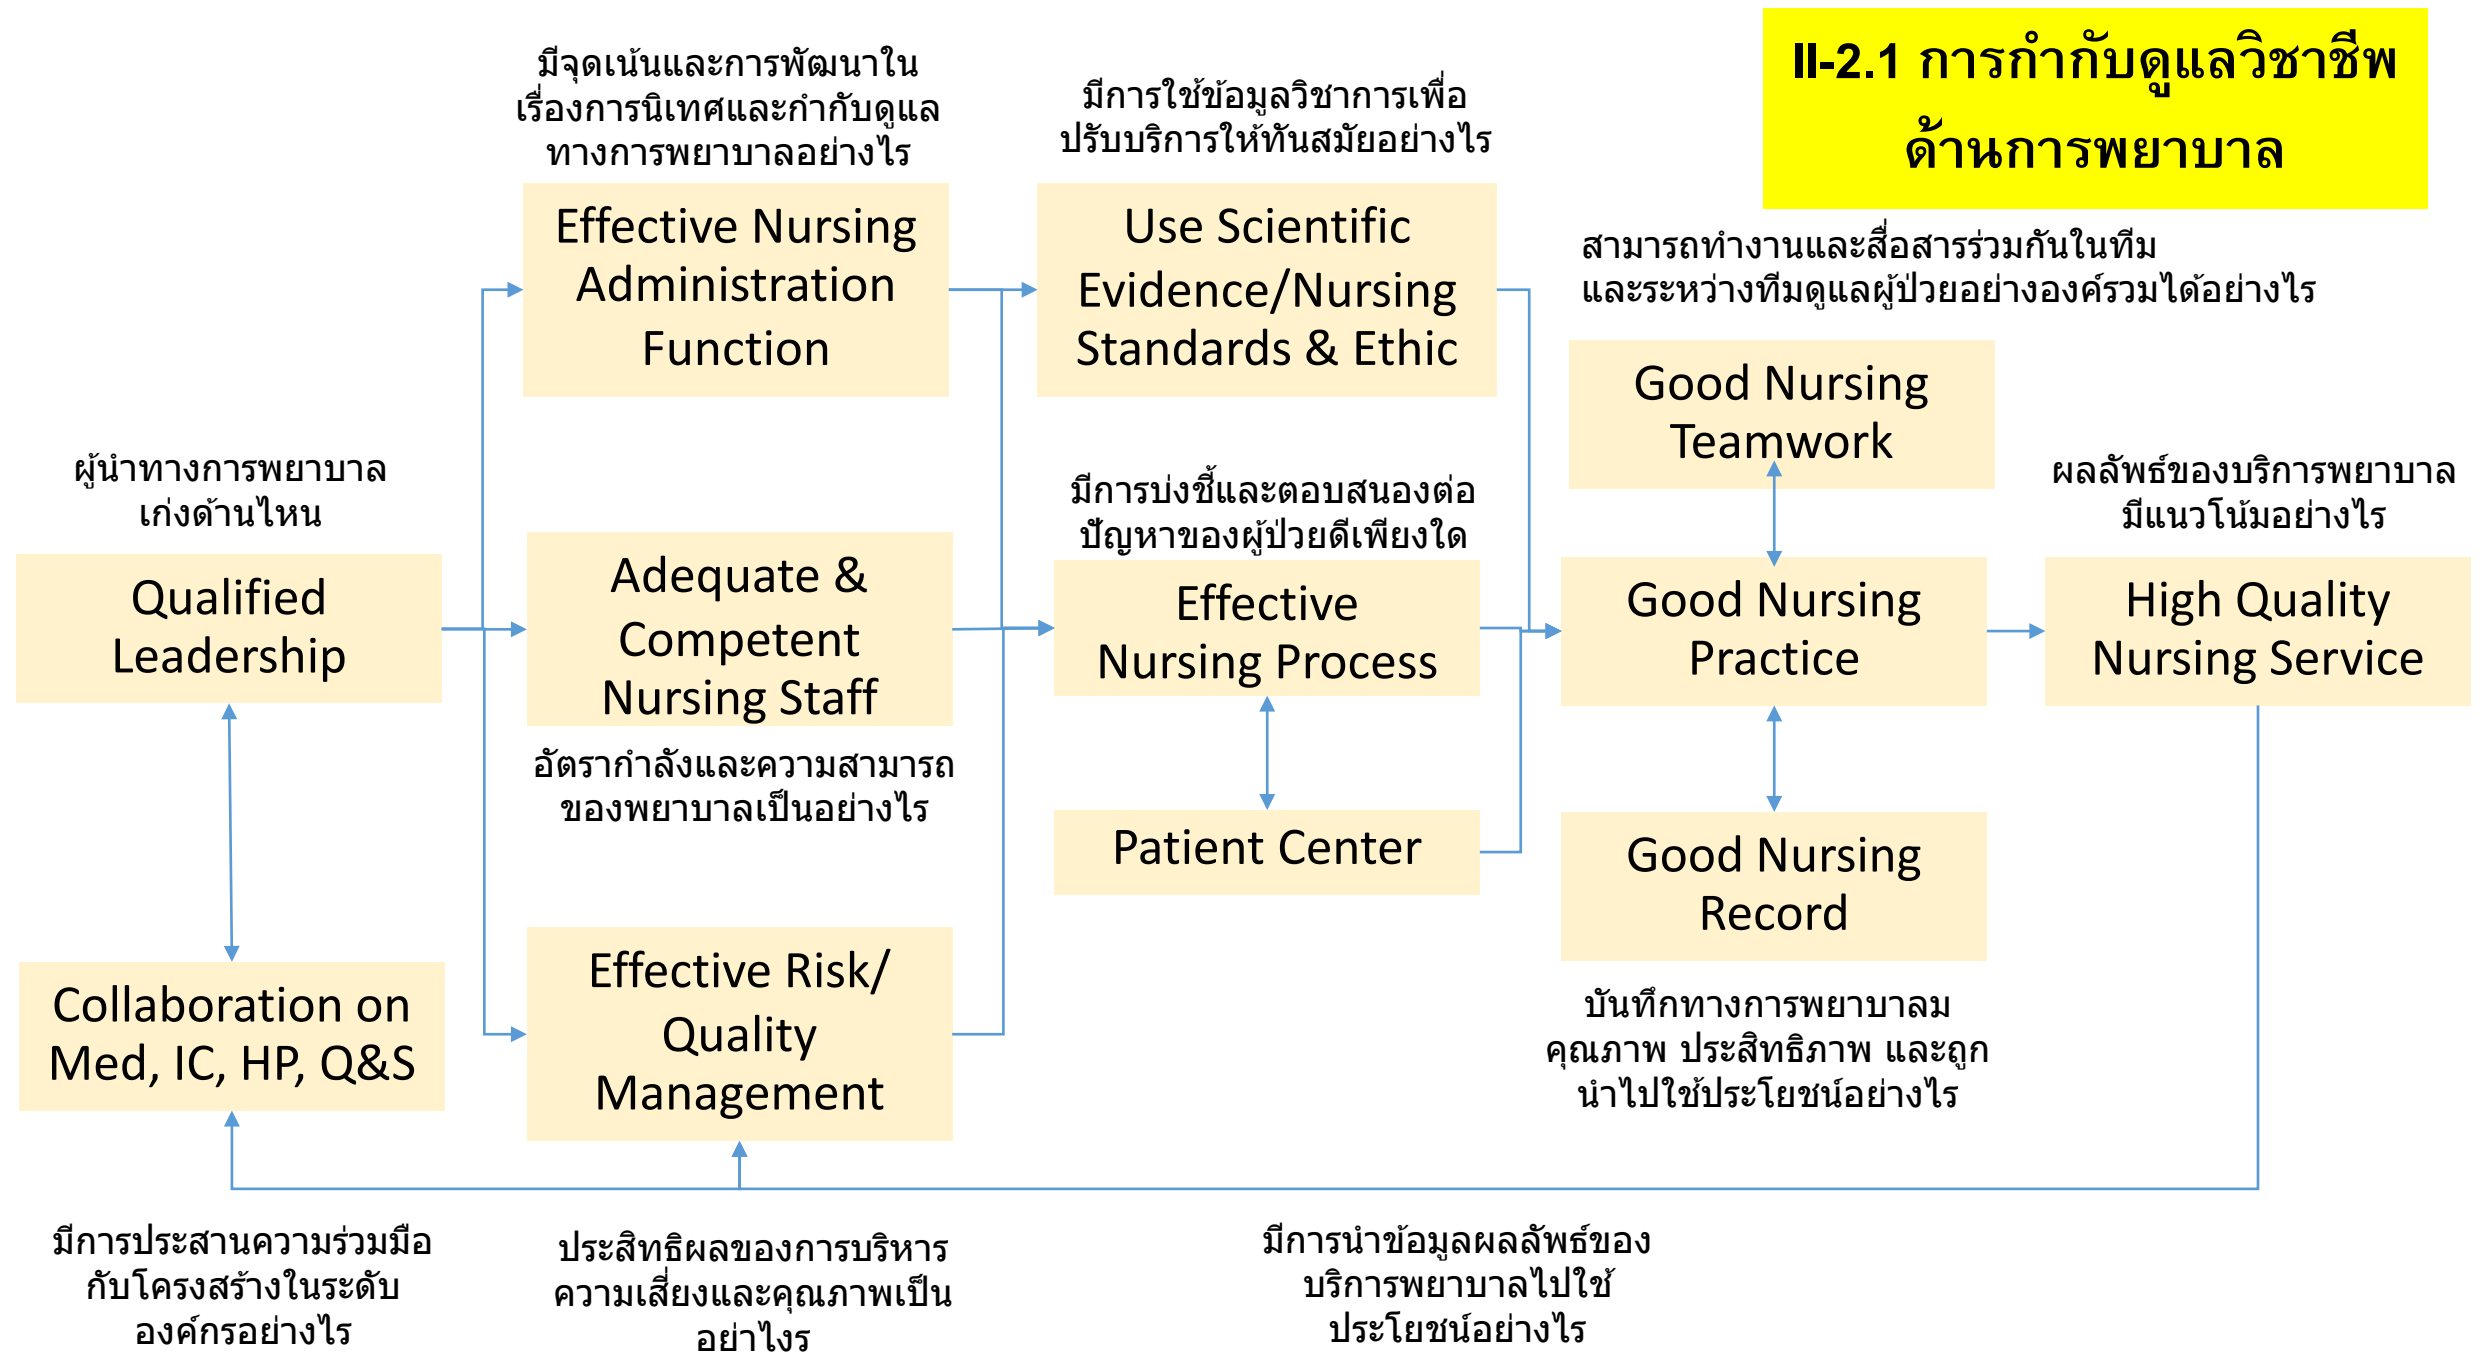 II-2.1 การกำกับดูแลวิชาชีพ
ด้านการพยาบาล
มีจุดเน้นและการพัฒนาใน
เรื่องการนิเทศและกำกับดูแล
ทางการพยาบาลอย่างไร
Effective Nursing
Administration
Function
มีการใช้ข้อมูลวิชาการเพื่อ
ปรับบริการให้ทันสมัยอย่างไร
Use Scientific
Evidence/Nursing
Standards & Ethic
สามารถทำงานและสื่อสารร่วมกันในทีม
และระหว่างทีมดูแลผู้ป่วยอย่างองค์รวมได้อย่างไร
Good Nursing
Teamwork
ผู้นำทางการพยาบาล
เก่งด้านไหน
Qualified
Leadership
Adequate &
Competent
Nursing Staff
อัตรากำลังและความสามารถ
ของพยาบาลเป็นอย่างไร
มีการบ่งชี้และตอบสนองต่อ
ปัญหาของผู้ป่วยดีเพียงใด
Effective
Nursing Process
Patient Center
Good Nursing
Practice
ผลลัพธ์ของบริการพยาบาล
มีแนวโน้มอย่างไร
High Quality
Nursing Service
Good Nursing
Record
บันทึกทางการพยาบาลม
คุณภาพ ประสิทธิภาพ และถูก
นำไปใช้ประโยชน์อย่างไร
Collaboration on
Med, IC, HP, Q&S
Effective Risk/
Quality
Management
มีการประสานความร่วมมือ
กับโครงสร้างในระดับ
องค์กรอย่างไร
ประสิทธิผลของการบริหาร
ความเสี่ยงและคุณภาพเป็น
อย่าไงร
มีการนำข้อมูลผลลัพธ์ของ
บริการพยาบาลไปใช้
ประโยชน์อย่างไร